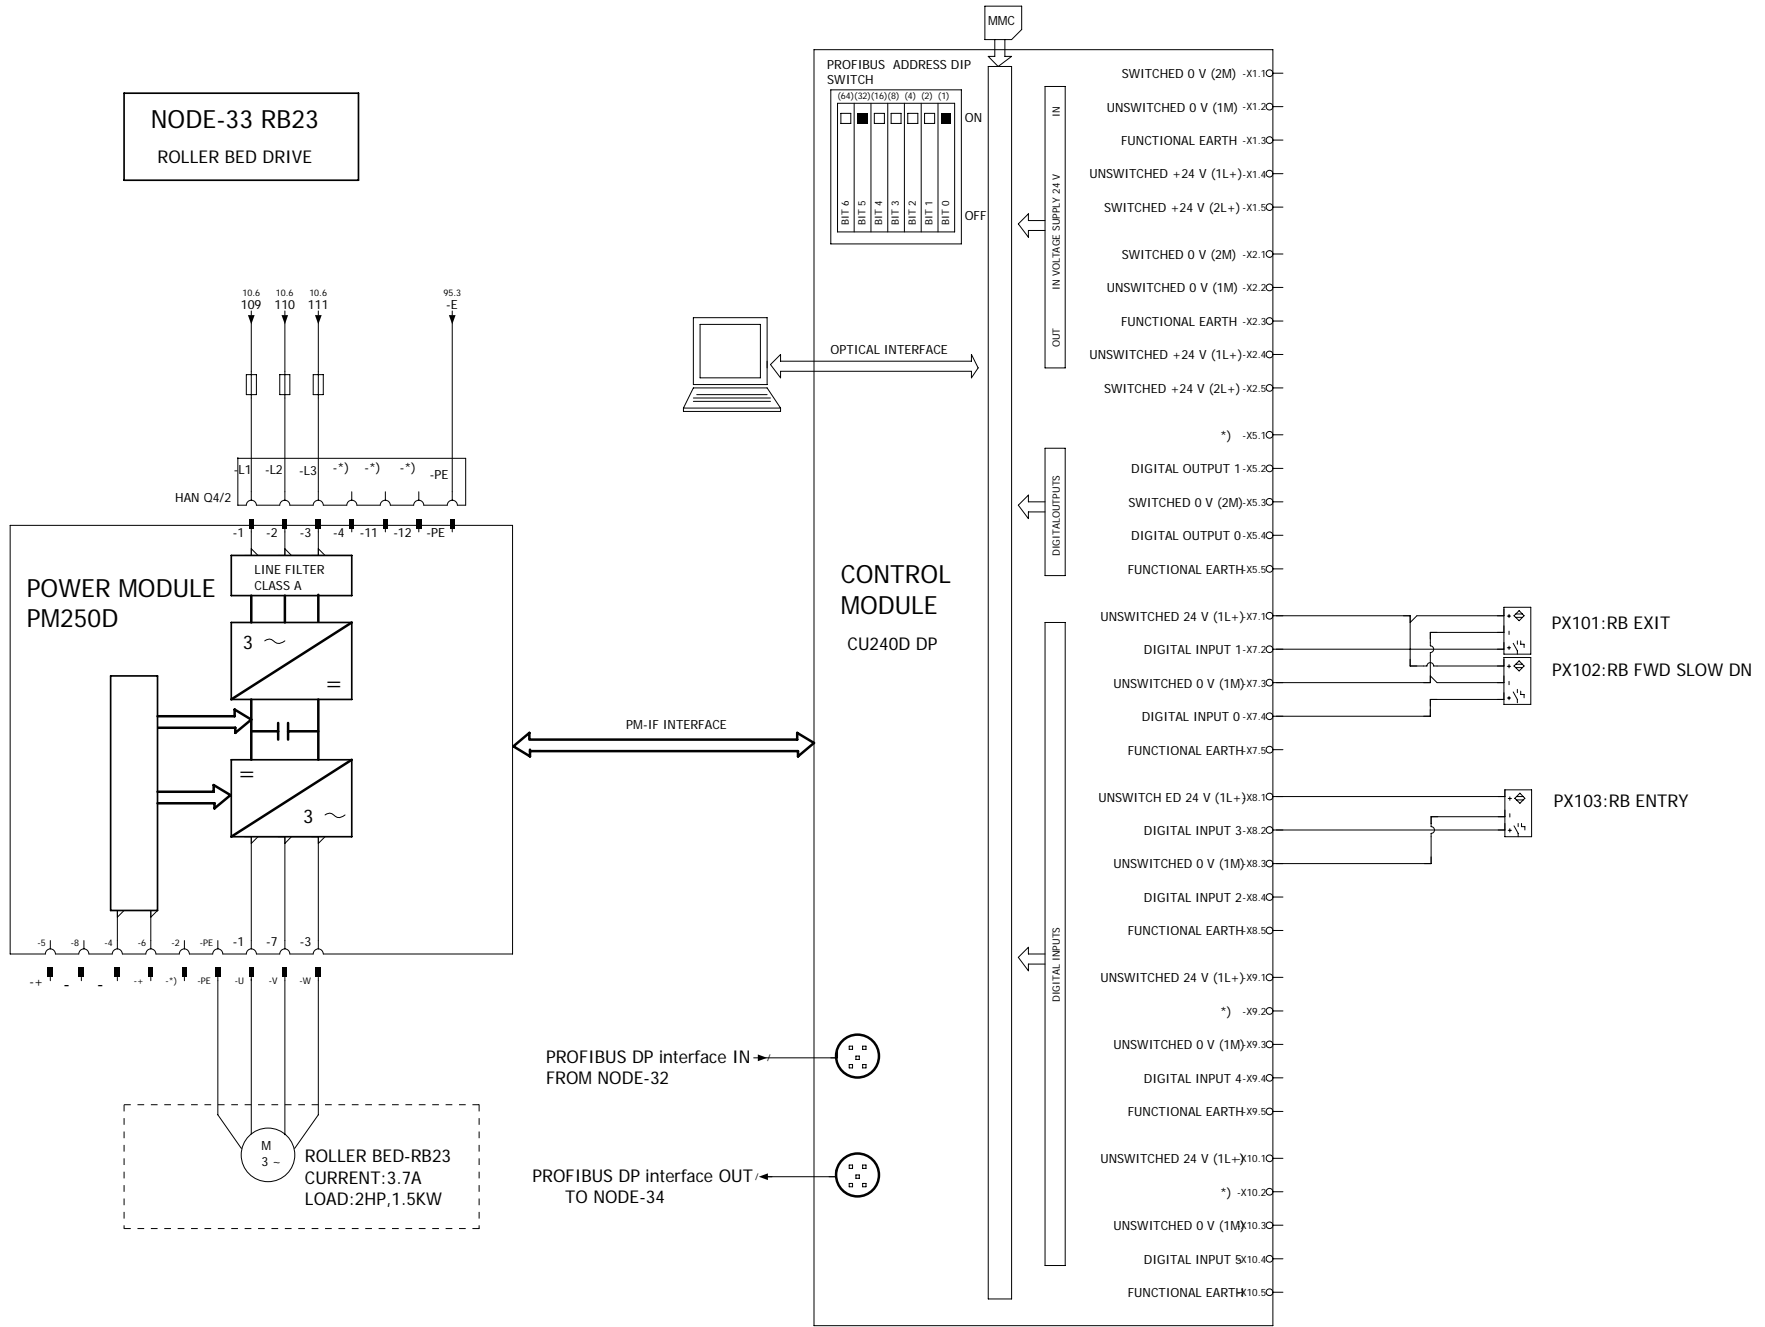 MMC
PROFIBUS ADDRESS DIP
SWITCH
(64)(32)(16)(8) (4) (2) (1)
ON
BIT 6
BIT 5
BIT 4
BIT 3
BIT 2
BIT 1
BIT 0
OFF
NODE-33 RB23
ROLLER BED DRIVE
10.6 10.6 10.6 95.3
109 110 111 -E
-L1 -L2 -L3 -*) -*) -*) -PE
HAN Q4/2
-1 -2 -3 -4 -11 -12 -PE
LINE FILTER
CLASS A
POWER MODULE
PM250D
3 ~
=
=
3 ~
-5 -8 -4 -6 -2 -PE -1 -7 -3
-+ - - -+ -*) -PE -U -V -W
M
3 ~
ROLLER BED-RB23
CURRENT:3.7A
LOAD:2HP,1.5KW
OPTICAL INTERFACE
PM-IF INTERFACE
CONTROL
MODULE
CU240D DP
PROFIBUS DP interface IN
FROM NODE-32
PROFIBUS DP interface OUT
TO NODE-34
IN
IN VOLTAGE SUPPLY 24 V
OUT
DIGITALOUTPUTS
DIGITAL INPUTS
SWITCHED 0 V (2M) -X1.1
UNSWITCHED 0 V (1M) -X1.2
FUNCTIONAL EARTH -X1.3
UNSWITCHED +24 V (1L+) -X1.4
SWITCHED +24 V (2L+) -X1.5
SWITCHED 0 V (2M) -X2.1
UNSWITCHED 0 V (1M) -X2.2
FUNCTIONAL EARTH -X2.3
UNSWITCHED +24 V (1L+) -X2.4
SWITCHED +24 V (2L+) -X2.5
*) -X5.1
DIGITAL OUTPUT 1 -X5.2
SWITCHED 0 V (2M) -X5.3
DIGITAL OUTPUT 0 -X5.4
FUNCTIONAL EARTH -X5.5
UNSWITCHED 24 V (1L+) -X7.1
DIGITAL INPUT 1 -X7.2
UNSWITCHED 0 V (1M) -X7.3
DIGITAL INPUT 0 -X7.4
FUNCTIONAL EARTH -X7.5
UNSWITCH ED 24 V (1L+) -X8.1
DIGITAL INPUT 3 -X8.2
UNSWITCHED 0 V (1M) -X8.3
DIGITAL INPUT 2 -X8.4
FUNCTIONAL EARTH -X8.5
UNSWITCHED 24 V (1L+) -X9.1
*) -X9.2
UNSWITCHED 0 V (1M) -X9.3
DIGITAL INPUT 4 -X9.4
FUNCTIONAL EARTH -X9.5
UNSWITCHED 24 V (1L+) -X10.1
*) -X10.2
UNSWITCHED 0 V (1M) -X10.3
DIGITAL INPUT 5 -X10.4
FUNCTIONAL EARTH -X10.5
+
-
+
PX101:RB EXIT
+
-
+
PX102:RB FWD SLOW DN
+
-
+
PX103:RB ENTRY